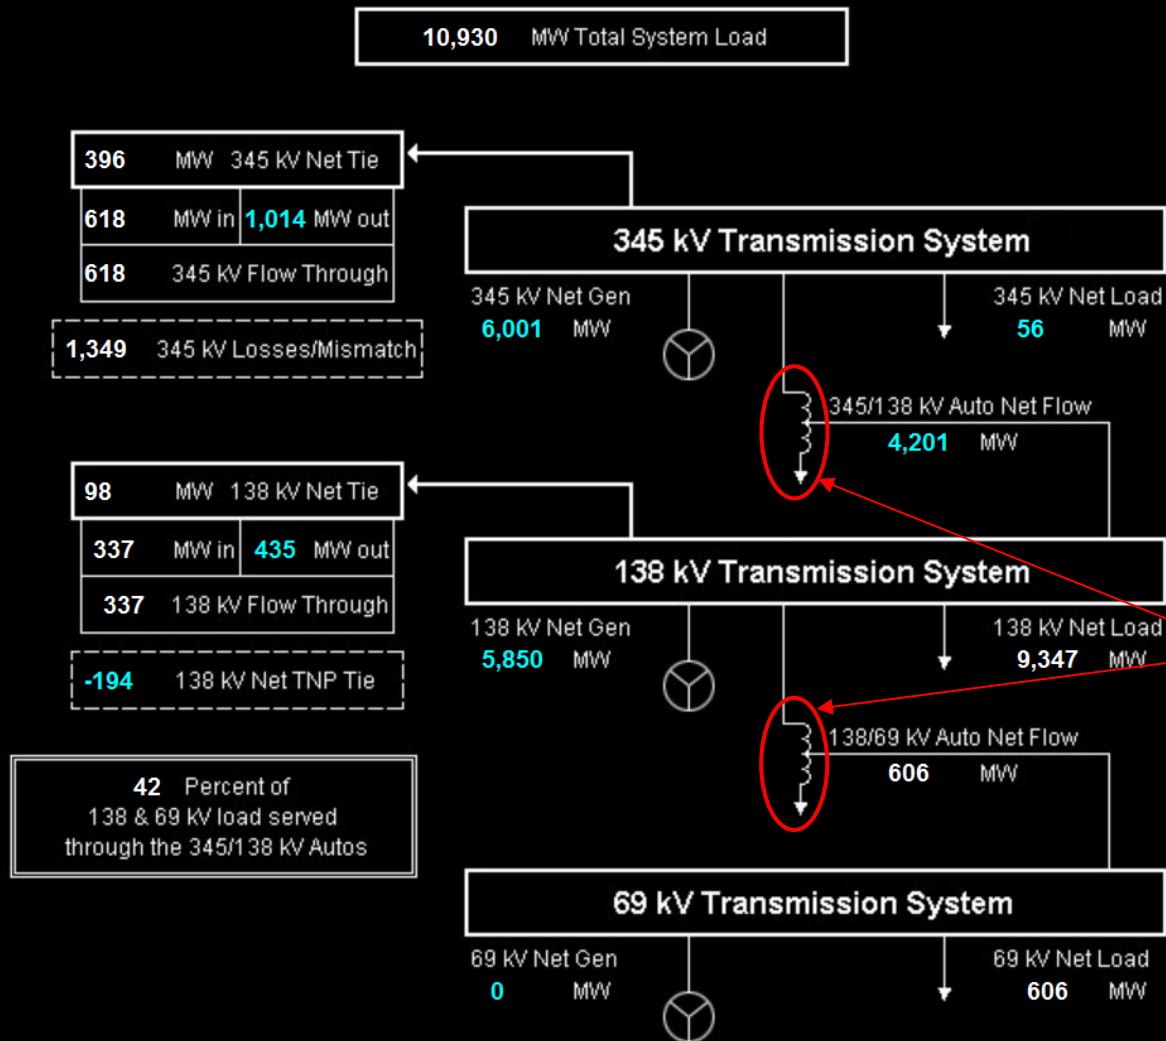 10,930 MW Total System Load
396 MW 345 kV Net Tie
618 MW in 1,014 MW out
618 345 kV Flow Through
1,349 345 kV Losses/Mismatch
345 kV Transmission System
345 kV Net Gen
6,001 MW
345 kV Net Load
56 MW
345/138 kV Auto Net Flow
4,201 MW
98 MW 138 kV Net Tie
337 MW in 435 MW out
337 138 kV Flow Through
-194 138 kV Net TNP Tie
138 kV Transmission System
138 kV Net Gen
5,850 MW
138 kV Net Load
9,347 MW
138/69 kV Auto Net Flow
606 MW
42 Percent of
138 & 69 kV load served
through the 345/138 kV Autos
69 kV Transmission System
69 kV Net Gen
0 MW
69 kV Net Load
606 MW